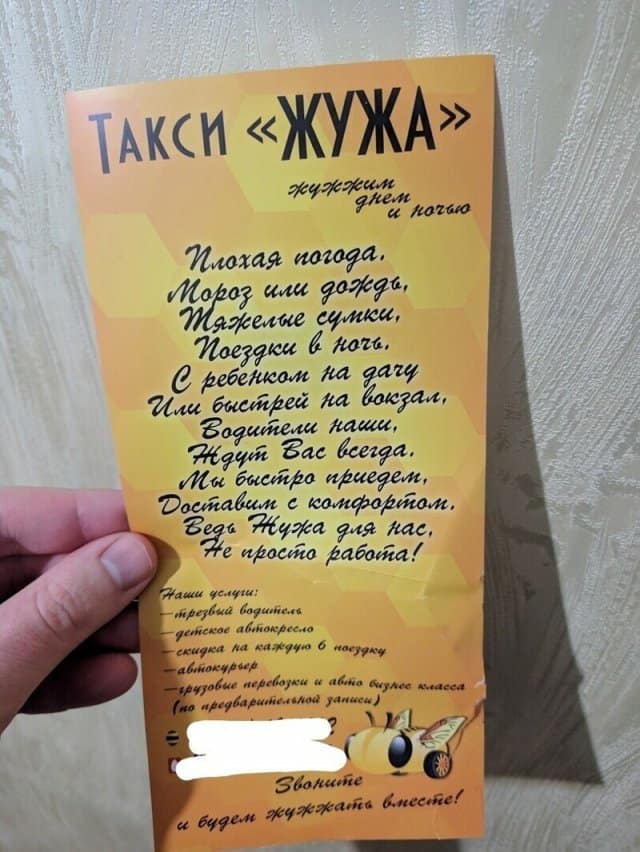 Такси «ЖУЖА»
жужжим
днем
и ночью
Плохая погода,
Мороз или дождь,
Тяжелые сумки,
Поездки в ночь,
С ребенком на дачу
Или быстрей на вокзал,
Водители наши,
Ждут Вас всегда.
Мы быстро приедем,
Доставим с комфортом,
Ведь Жужа для нас,
Не просто работа!
Наши услуги:
—трезвый водитель
—детское автокресло
—скидка на каждую 6 поездку
—автокурьер
—грузовые перевозки и авто бизнес класса
(по предварительной записи)
Звоните
и будем жужжать вместе!